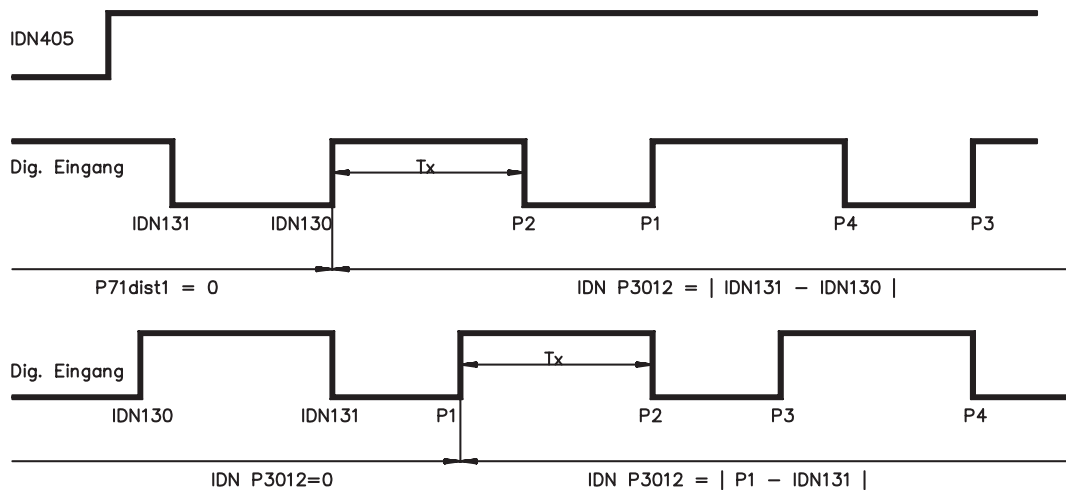 IDN405
Dig. Eingang
Tx
IDN131 IDN130 P2 P1 P4 P3
P71dist1 = 0 IDN P3012 = | IDN131 − IDN130 |
Dig. Eingang
Tx
IDN130 IDN131 P1 P2 P3 P4
IDN P3012=0 IDN P3012 = | P1 − IDN131 |